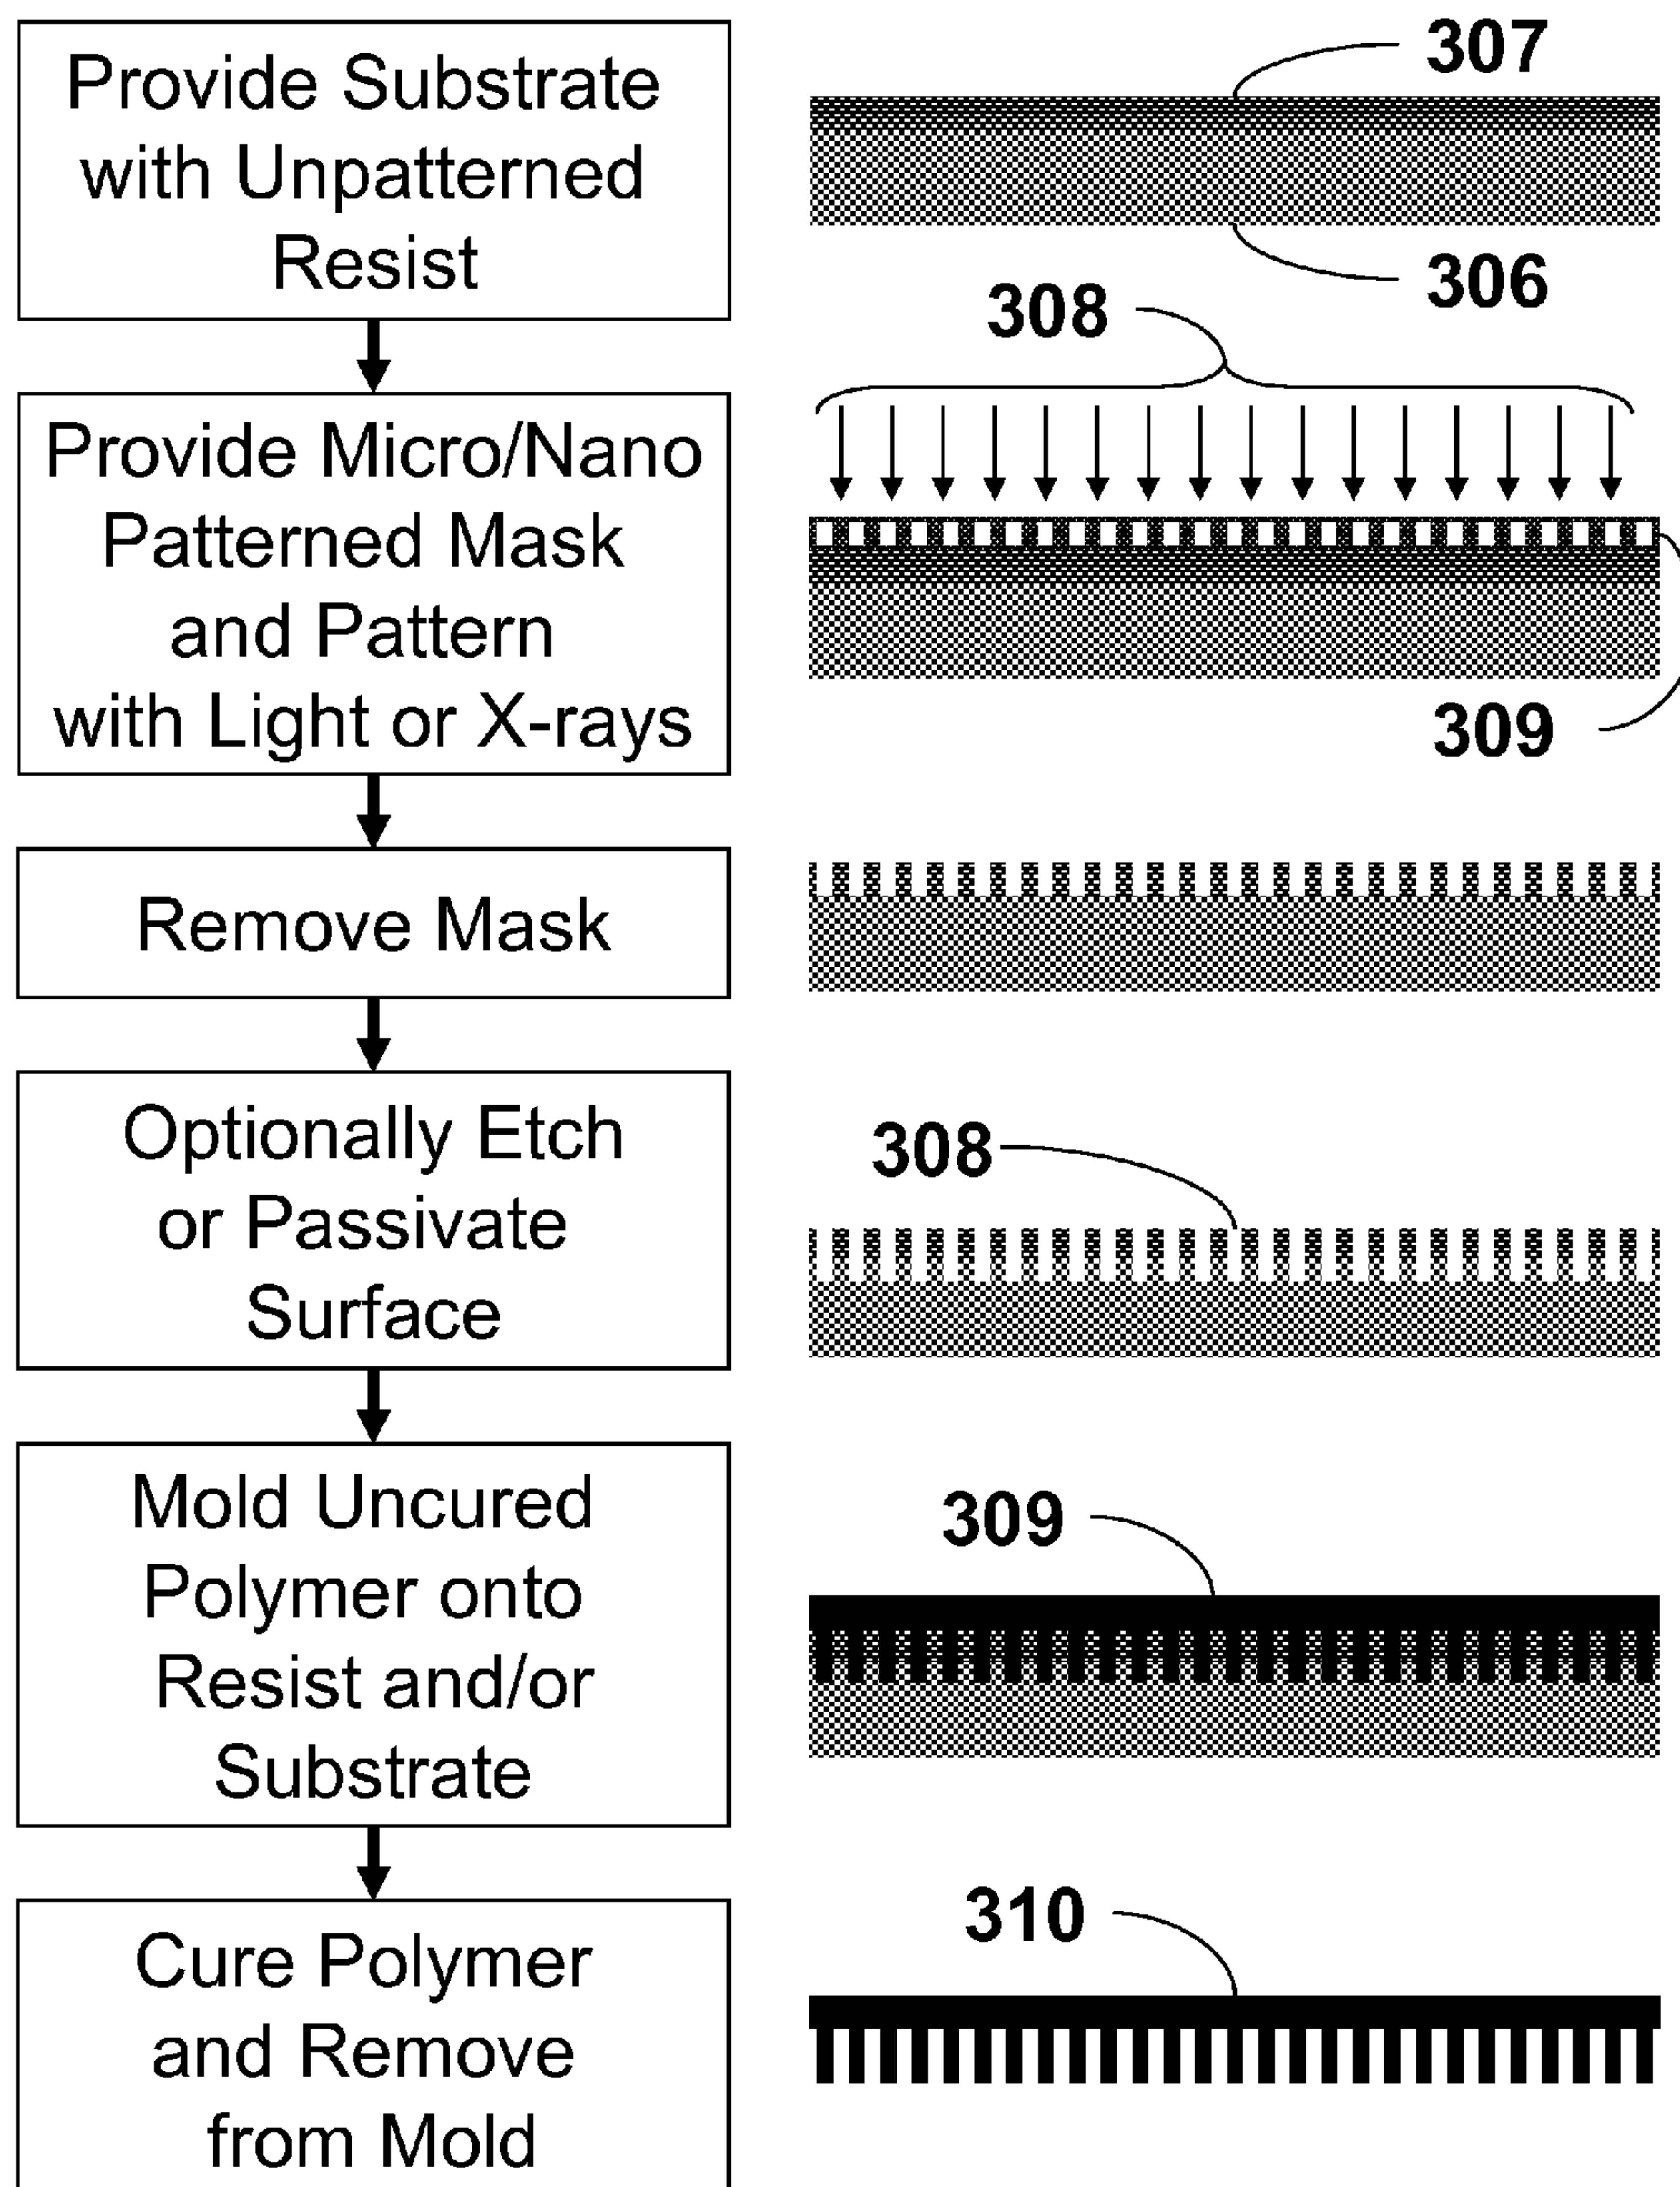 Provide Substrate
with Unpatterned
Resist
307
306
Provide Micro/Nano
Patterned Mask
and Pattern
with Light or X-rays
308
309
Remove Mask
Optionally Etch
or Passivate
Surface
308
Mold Uncured
Polymer onto
Resist and/or
Substrate
309
Cure Polymer
and Remove
from Mold
310